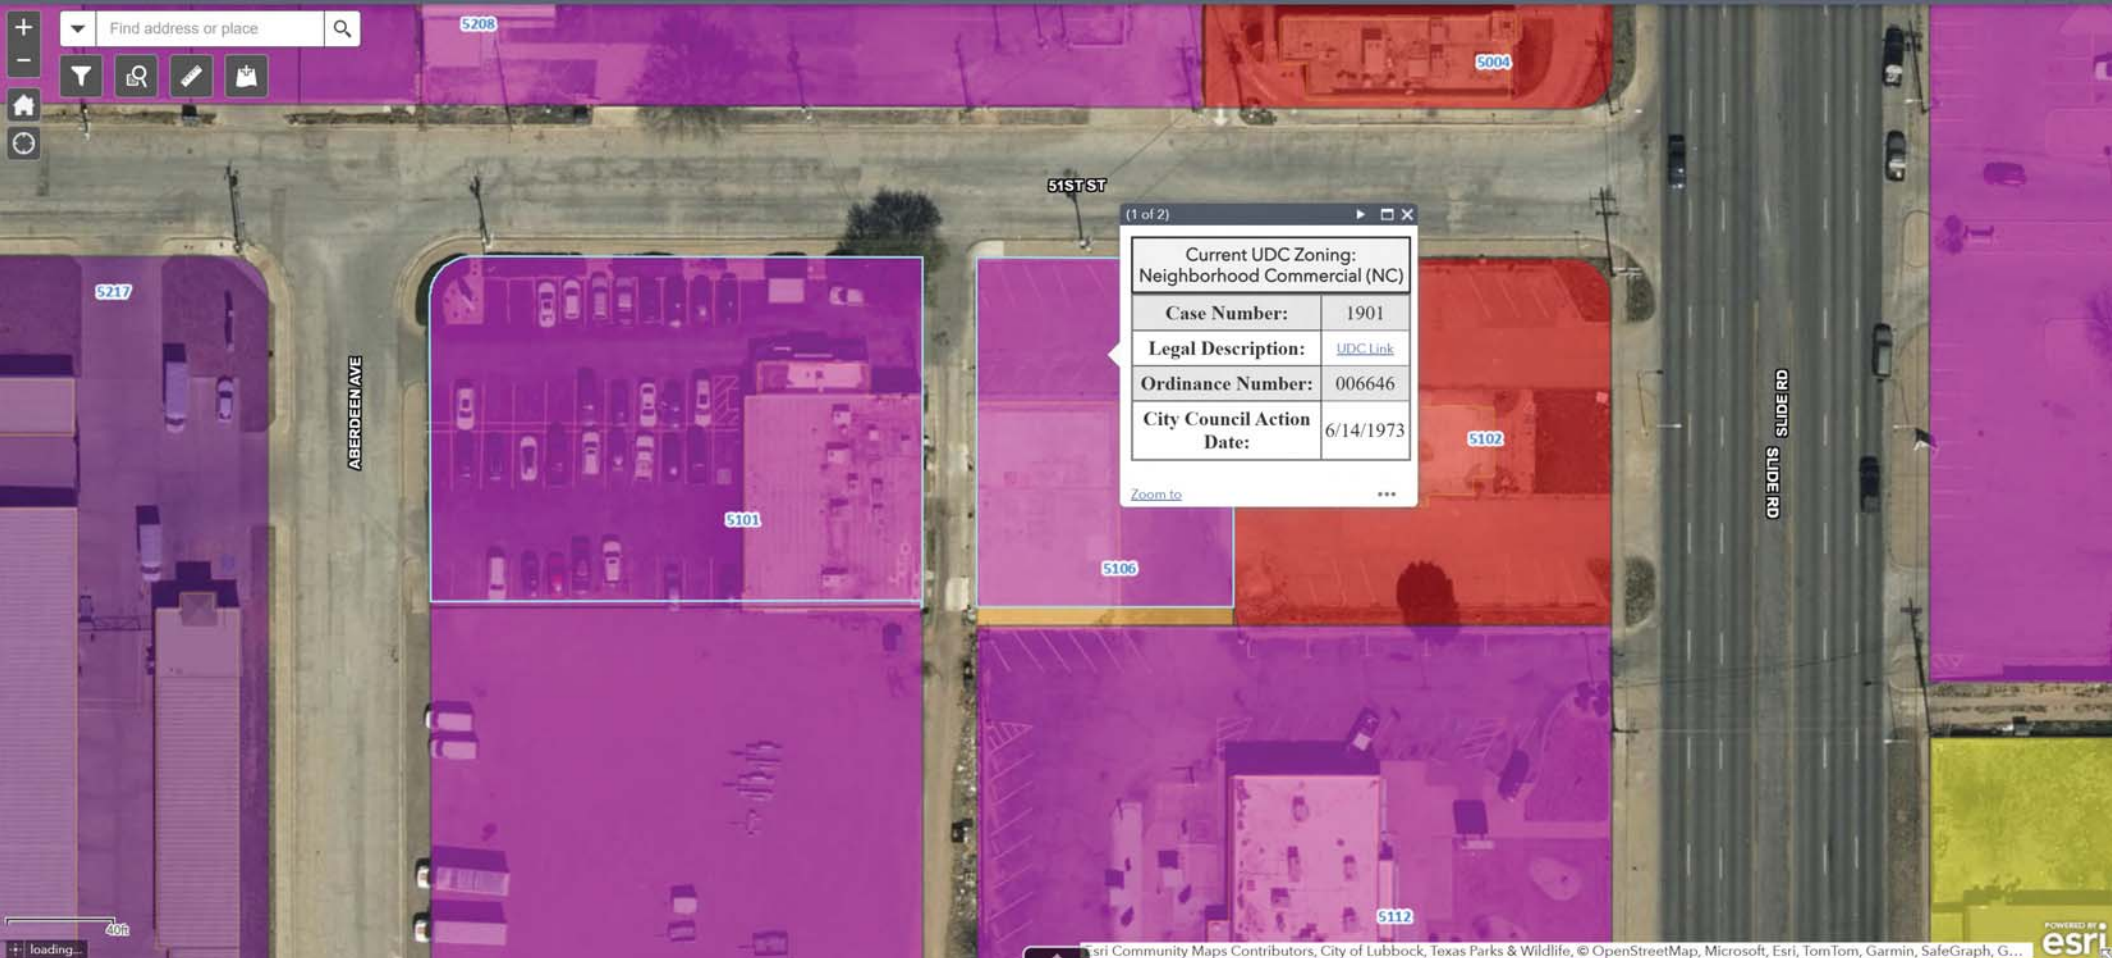 +
Find address or place
−
5208
5004
51ST ST
(1 of 2)
Current UDC Zoning:
Neighborhood Commercial (NC)
Case Number: 1901
Legal Description: UDC Link
Ordinance Number: 006646
City Council Action
Date: 6/14/1973
Zoom to
5217
ABERDEEN AVE
5101
5106
5102
SLIDE RD
SLIDE RD
5112
40ft
loading...
Esri Community Maps Contributors, City of Lubbock, Texas Parks & Wildlife, © OpenStreetMap, Microsoft, Esri, TomTom, Garmin, SafeGraph, G...
POWERED BY
esri